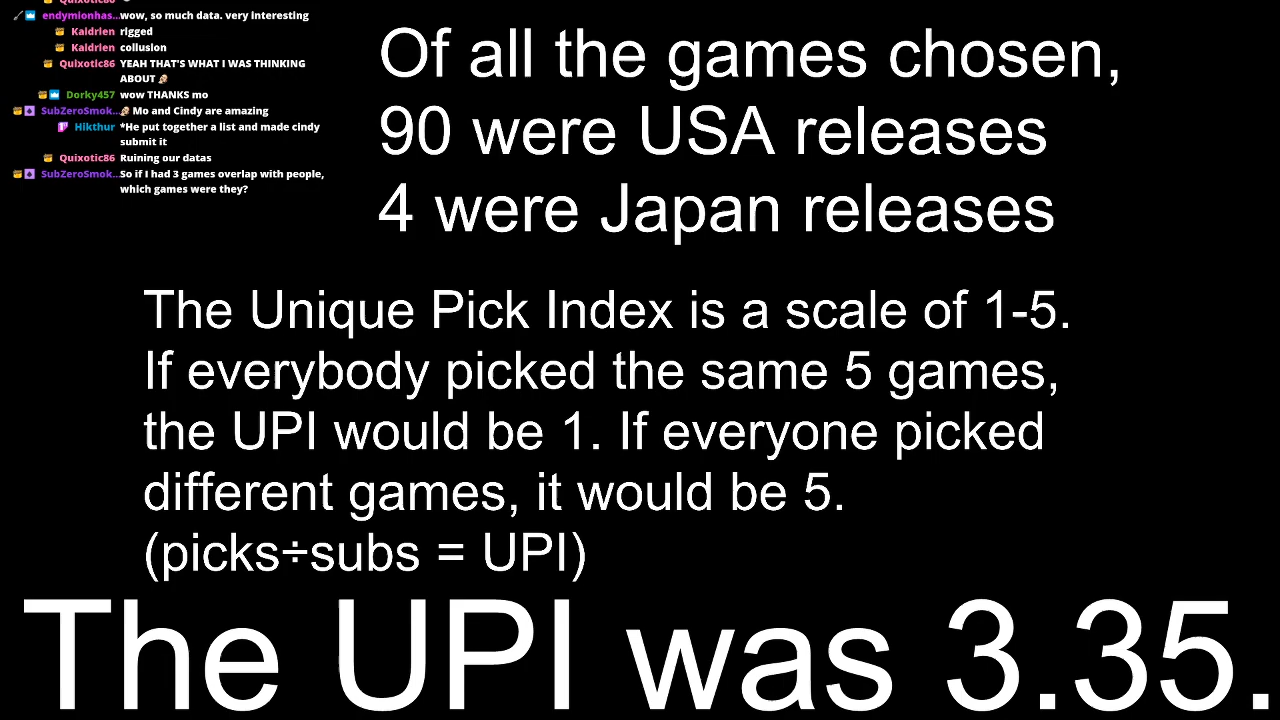 Quixotic86
endymionhas... wow, so much data. very interesting
Kaldrien rigged
Kaldrien collusion
Quixotic86 YEAH THAT'S WHAT I WAS THINKING
ABOUT
Dorky457 wow THANKS mo
SubZeroSmok... Mo and Cindy are amazing
Hikthur *He put together a list and made cindy
submit it
Quixotic86 Ruining our datas
SubZeroSmok... So if I had 3 games overlap with people,
which games were they?
Of all the games chosen,
90 were USA releases
4 were Japan releases
The Unique Pick Index is a scale of 1-5.
If everybody picked the same 5 games,
the UPI would be 1. If everyone picked
different games, it would be 5.
(picks÷subs = UPI)
The UPI was 3.35.